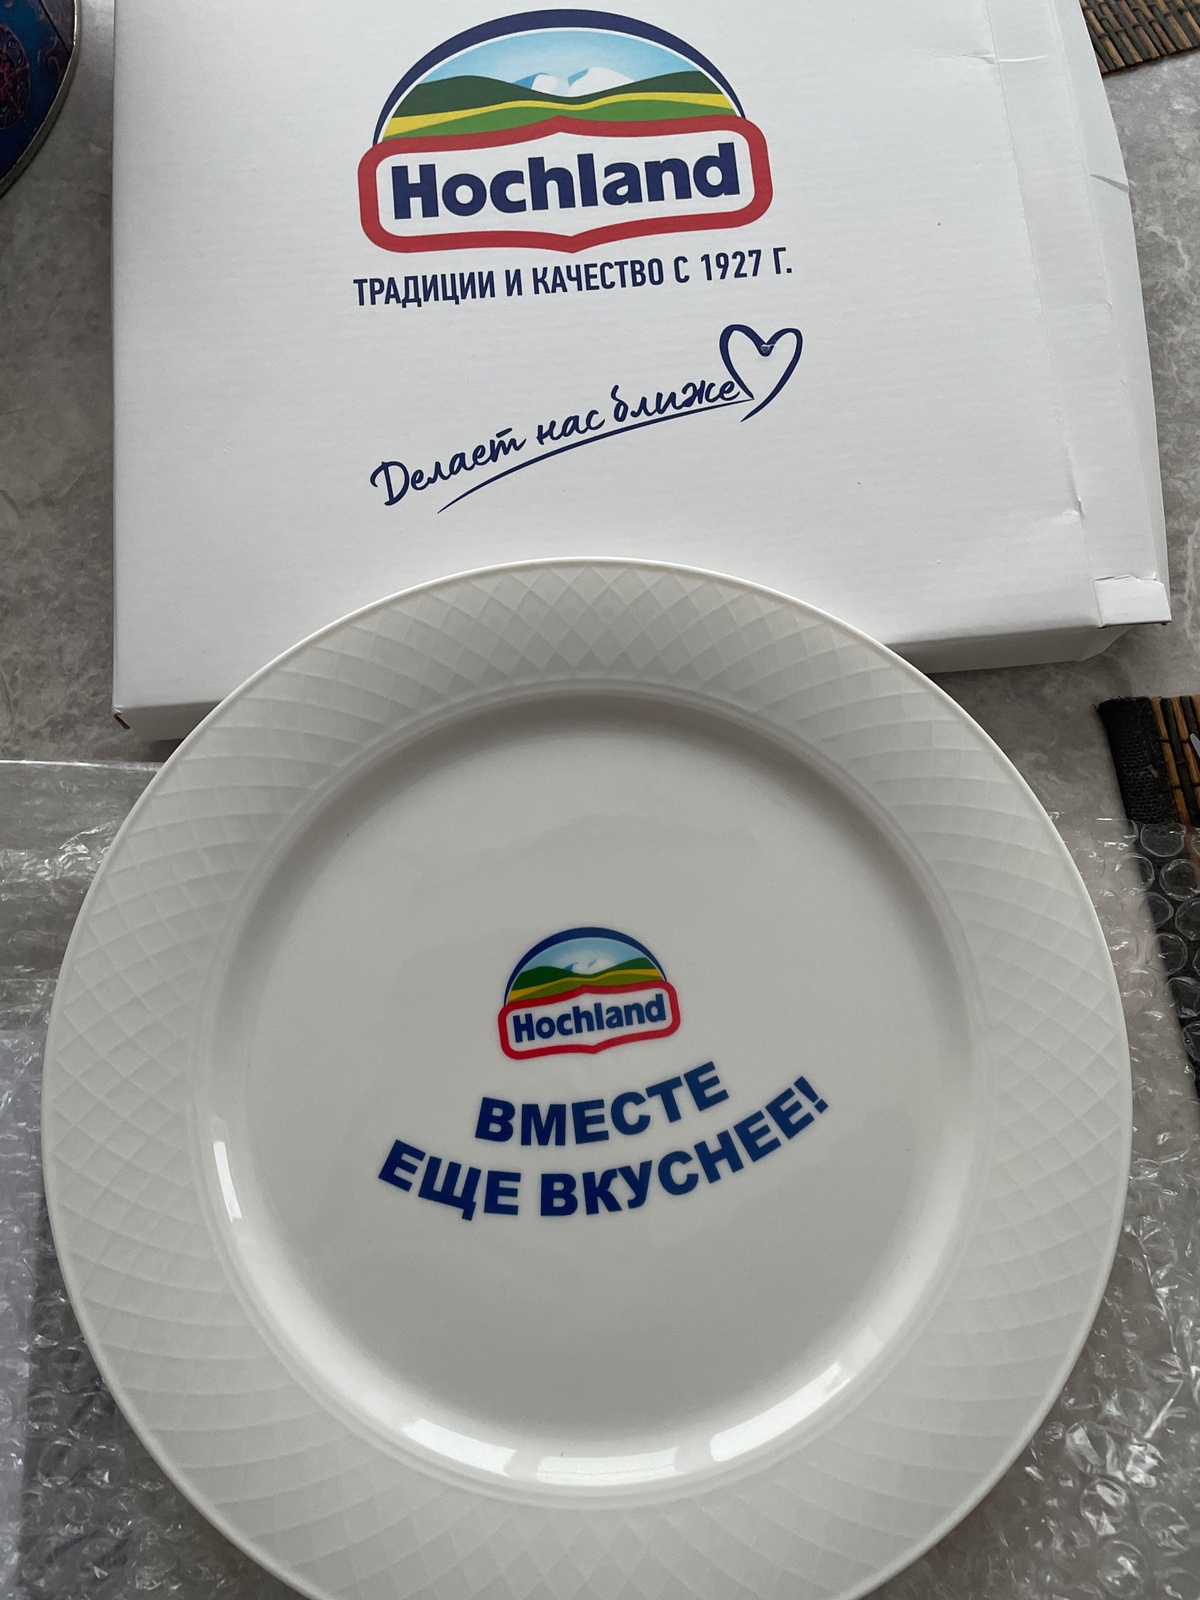 Hochland
ТРАДИЦИИ И КАЧЕСТВО С 1927 Г.
Делает нас ближе
Hochland
ВМЕСТЕ
ЕЩЕ ВКУСНЕЕ!